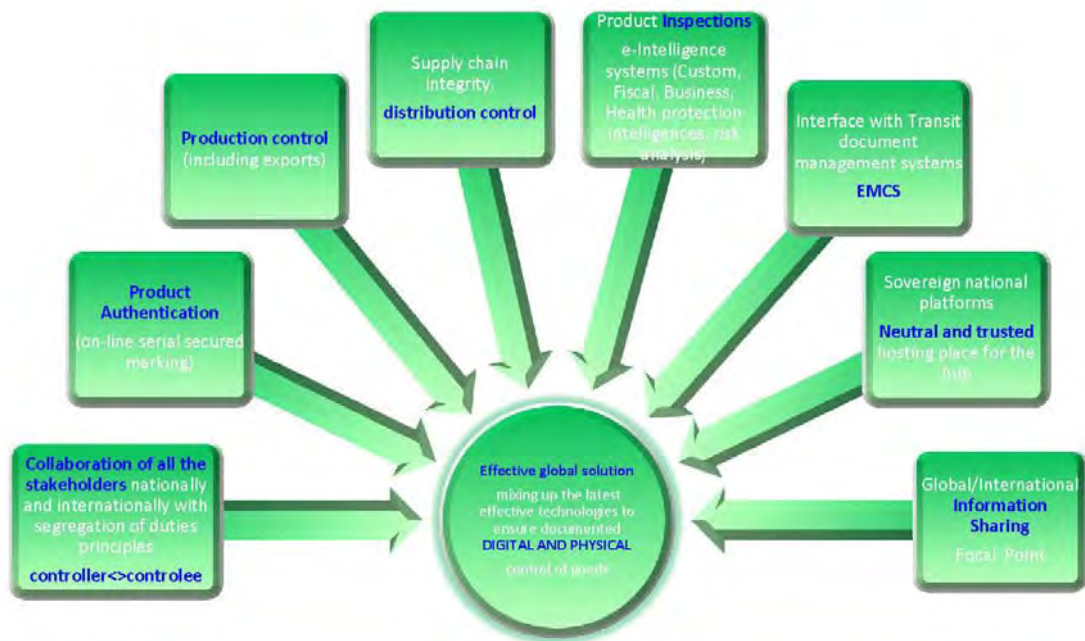 Collaboration of all the
stakeholders nationally
and internationally with
segregation of duties
principles
controller<>controlee
Product
Authentication
(on-line serial secured
marking)
Production control
(including exports)
Supply chain
integrity,
distribution control
Product Inspections
e-Intelligence
systems (Custom,
Fiscal, Business,
Health protection
intelligences, risk
analysis)
Interface with Transit
document
management systems
EMCS
Sovereign national
platforms
Neutral and trusted
hosting place for the
hub
Global/International
Information
Sharing
Focal Point
Effective global solution
mixing up the latest
effective technologies to
ensure documented
DIGITAL AND PHYSICAL
control of goods